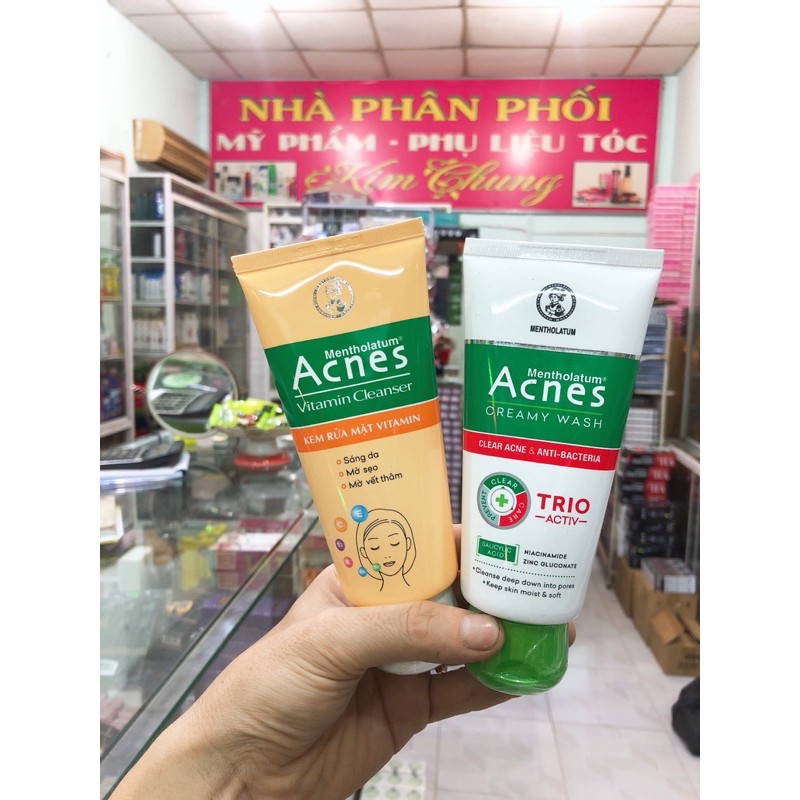 NHÀ PHÂN PHỐI
MỸ PHẨM - PHỤ LIỆU TÓC
Kim Chung
Mentholatum®
Acnes
Vitamin Cleanser
KEM RỬA MẶT VITAMIN
Sáng da
Mờ sẹo
Mờ vết thâm
E
MENTHOLATUM
Mentholatum®
Acnes
CREAMY WASH
CLEAR ACNE & ANTI-BACTERIA
CLEAR
CARE
PREVENT
TRIO
-ACTIV-
SALICYLIC
ACID
NIACINAMIDE
ZINC GLUCONATE
•Cleanse deep down into pores
•Keep skin moist & soft